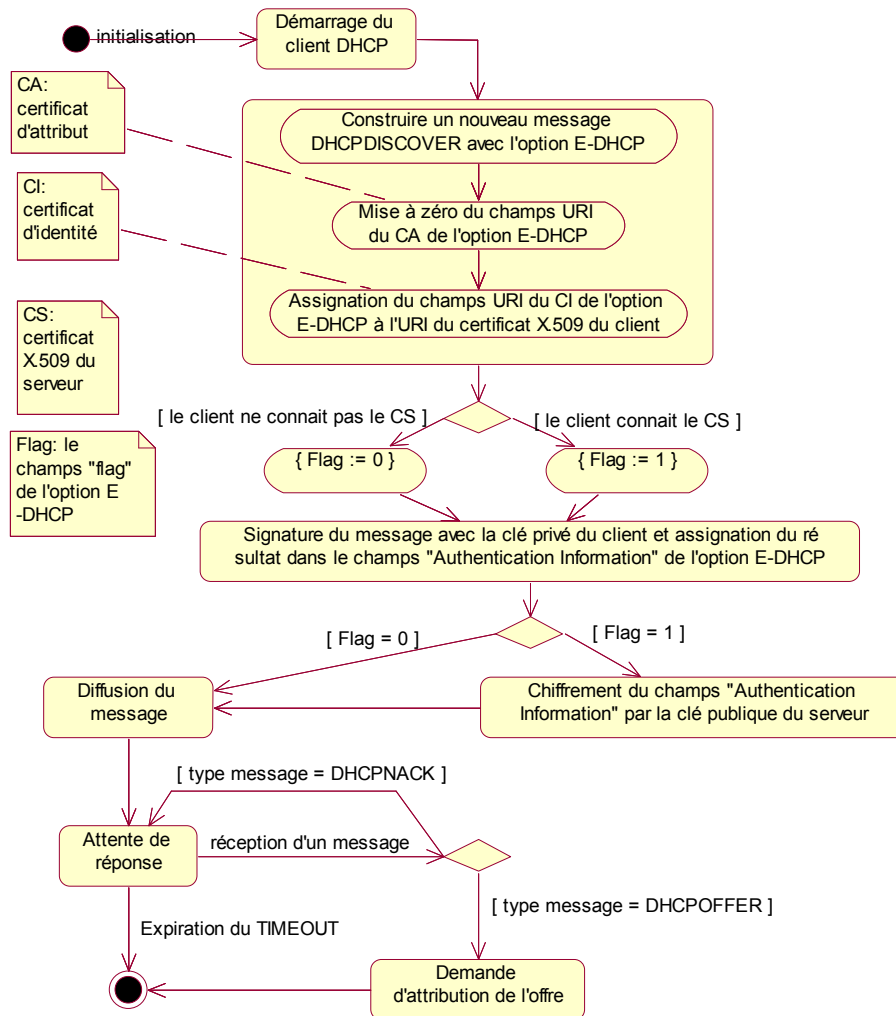 initialisation
Démarrage du
client DHCP
CA:
certificat
d'attribut
CI:
certificat
d'identité
CS:
certificat
X.509 du
serveur
Flag: le
champs "flag"
de l'option E
-DHCP
Construire un nouveau message
DHCPDISCOVER avec l'option E-DHCP
Mise à zéro du champs URI
du CA de l'option E-DHCP
Assignation du champs URI du CI de l'option
E-DHCP à l'URI du certificat X.509 du client
[ le client ne connait pas le CS ]
[ le client connait le CS ]
{ Flag := 0 }
{ Flag := 1 }
Signature du message avec la clé privé du client et assignation du ré
sultat dans le champs "Authentication Information" de l'option E-DHCP
[ Flag = 0 ]
[ Flag = 1 ]
Diffusion du
message
Chiffrement du champs "Authentication
Information" par la clé publique du serveur
[ type message = DHCPNACK ]
Attente de
réponse
réception d'un message
[ type message = DHCPOFFER ]
Expiration du TIMEOUT
Demande
d'attribution de l'offre